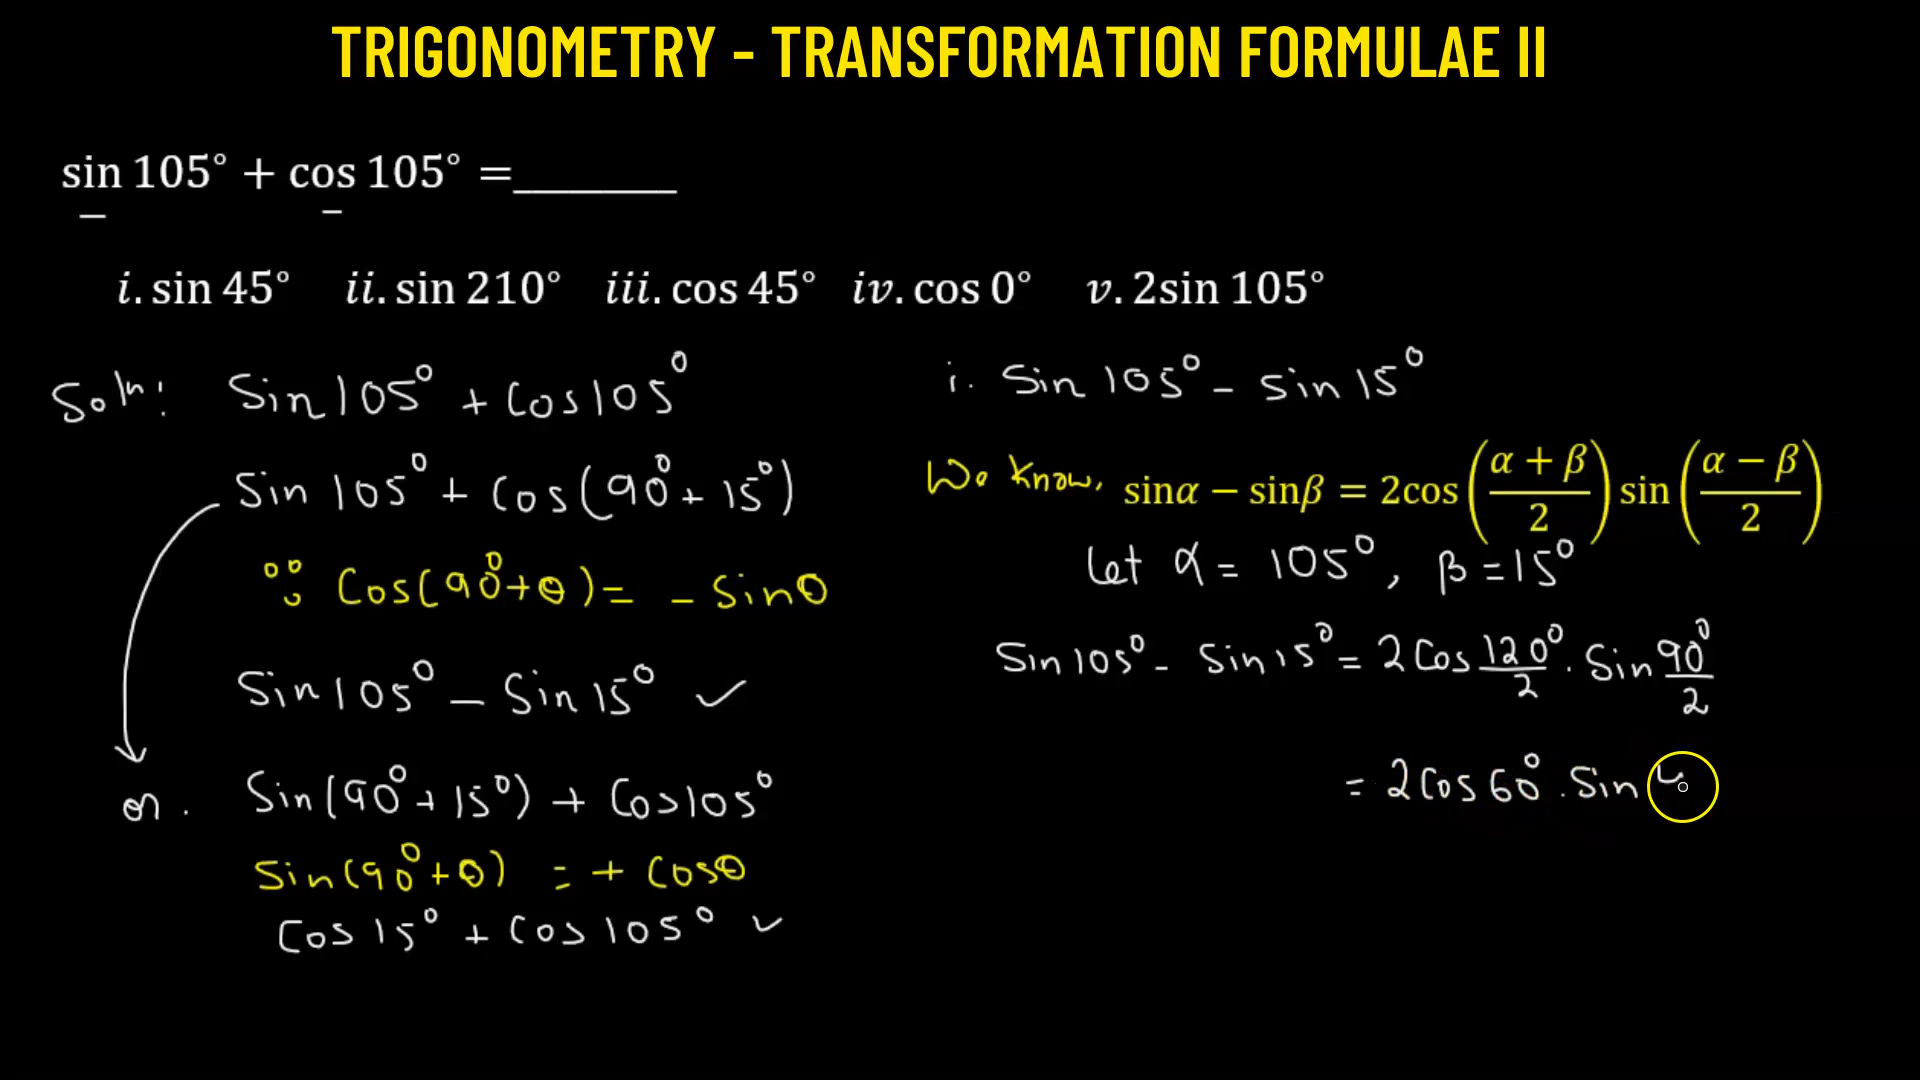 TRIGONOMETRY - TRANSFORMATION FORMULAE II
sin 105° + cos 105° =_______
i. sin 45° ii. sin 210° iii. cos 45° iv. cos 0° v. 2sin 105°
Soln: Sin 105° + Cos 105°
Sin 105° + Cos(90° + 15°)
∵ Cos(90° + θ) = - Sinθ
Sin 105° - Sin 15° ✓
or. Sin(90° + 15°) + Cos 105°
Sin(90° + θ) = + Cosθ
Cos 15° + Cos 105° ✓
i. Sin 105° - Sin 15°
We know, sinα − sinβ = 2cos((α + β)/2) sin((α − β)/2)
Let α = 105°, β = 15°
Sin 105° - Sin 15° = 2 Cos 120°/2 . Sin 90°/2
= 2 Cos 60° . Sin 4